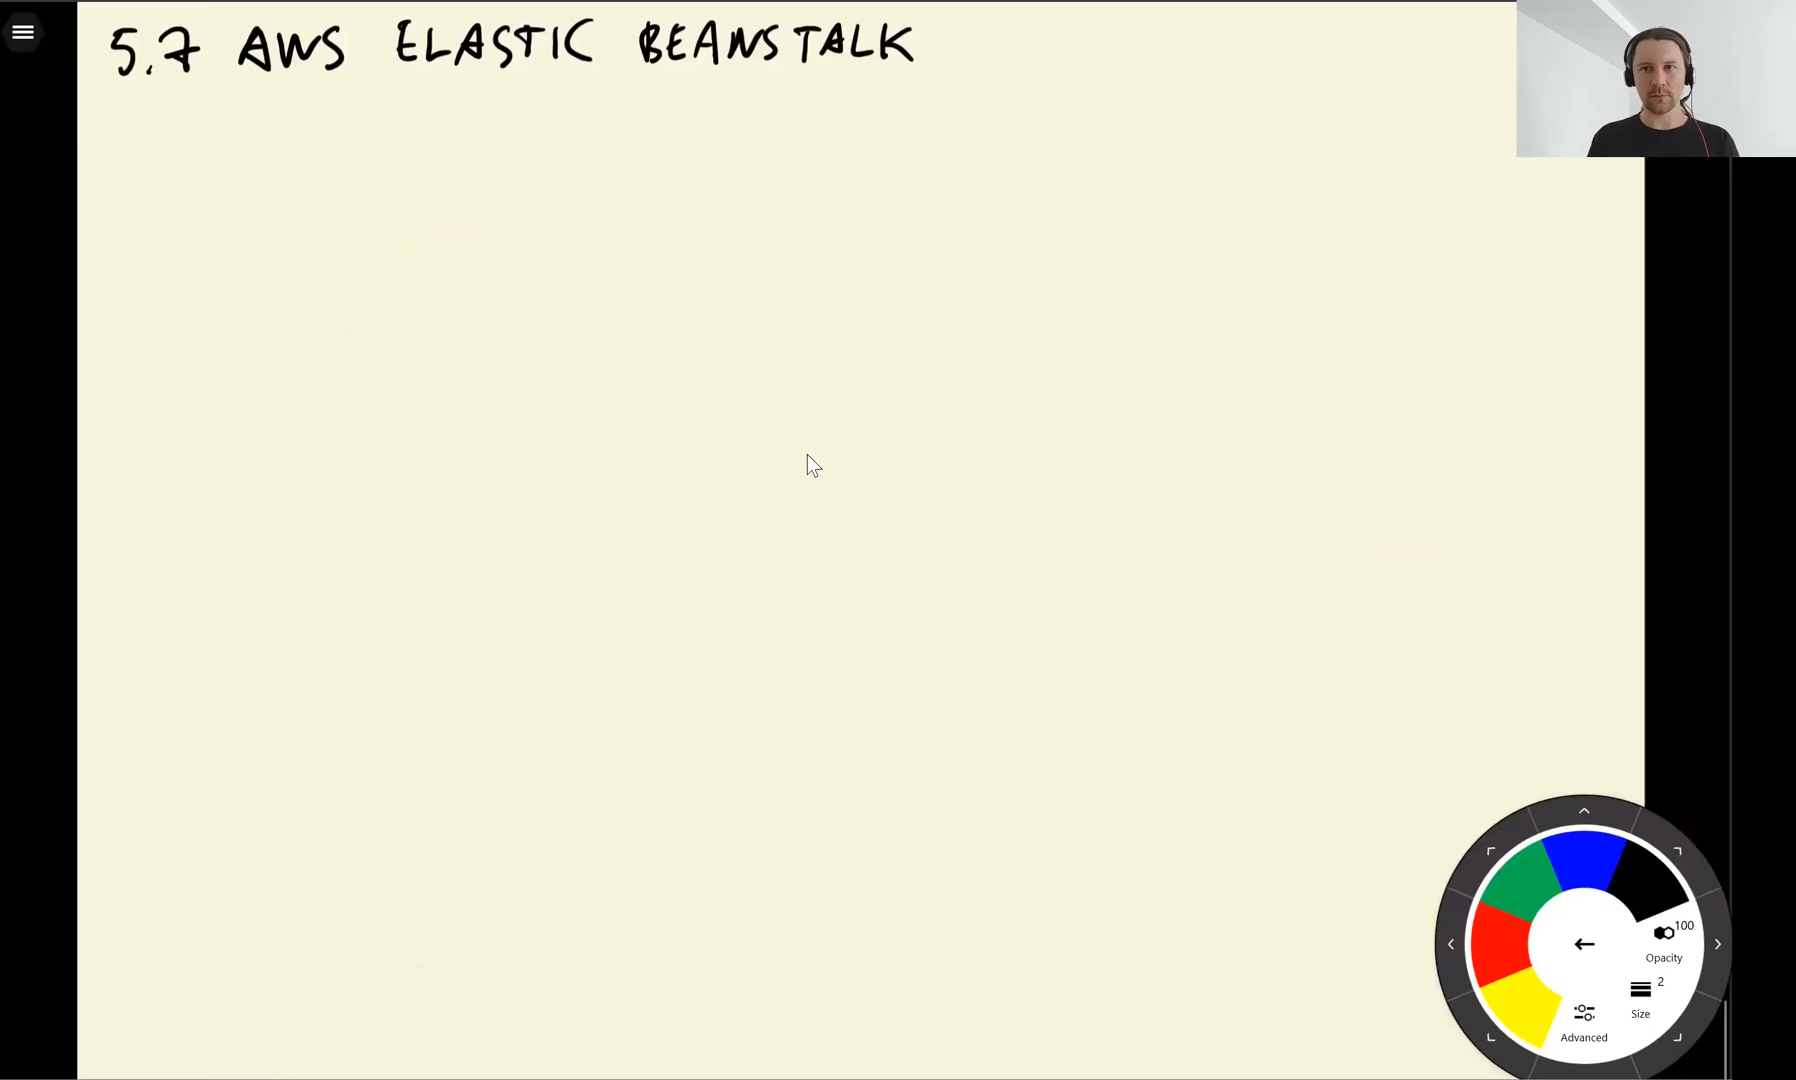 5.7 AWS ELASTIC BEANSTALK
100
Opacity
2
Size
Advanced